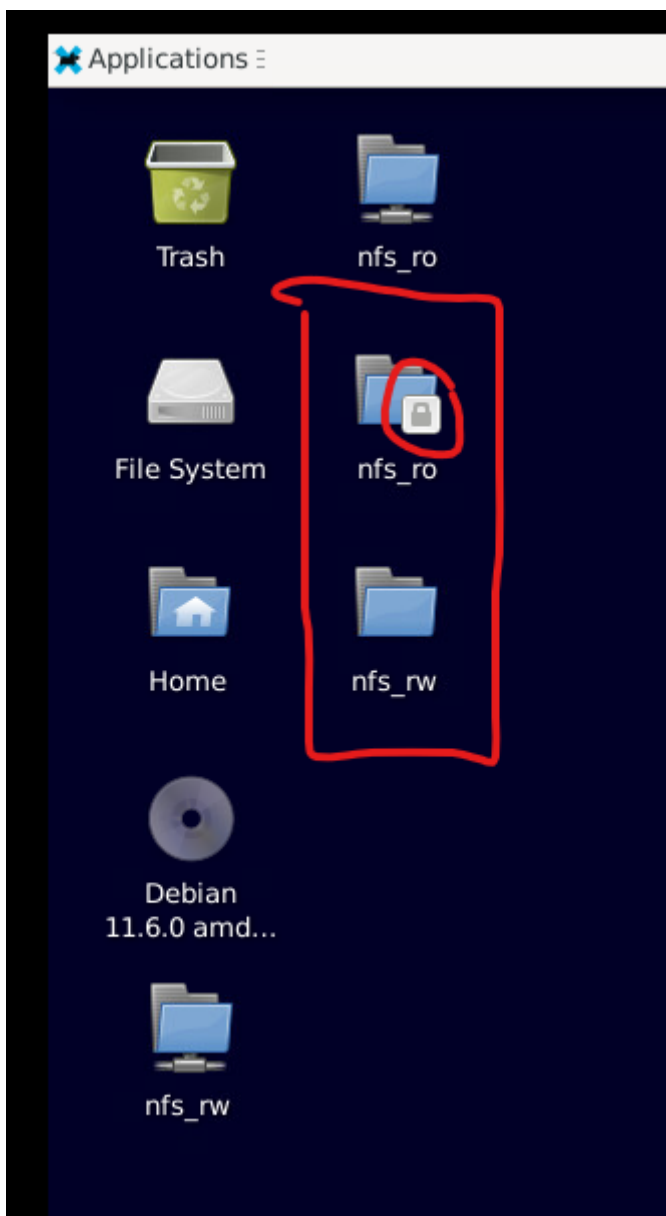 Applications
Trash
nfs_ro
File System
nfs_ro
Home
nfs_rw
Debian
11.6.0 amd...
nfs_rw